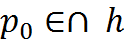 p₀ ∈∩ h